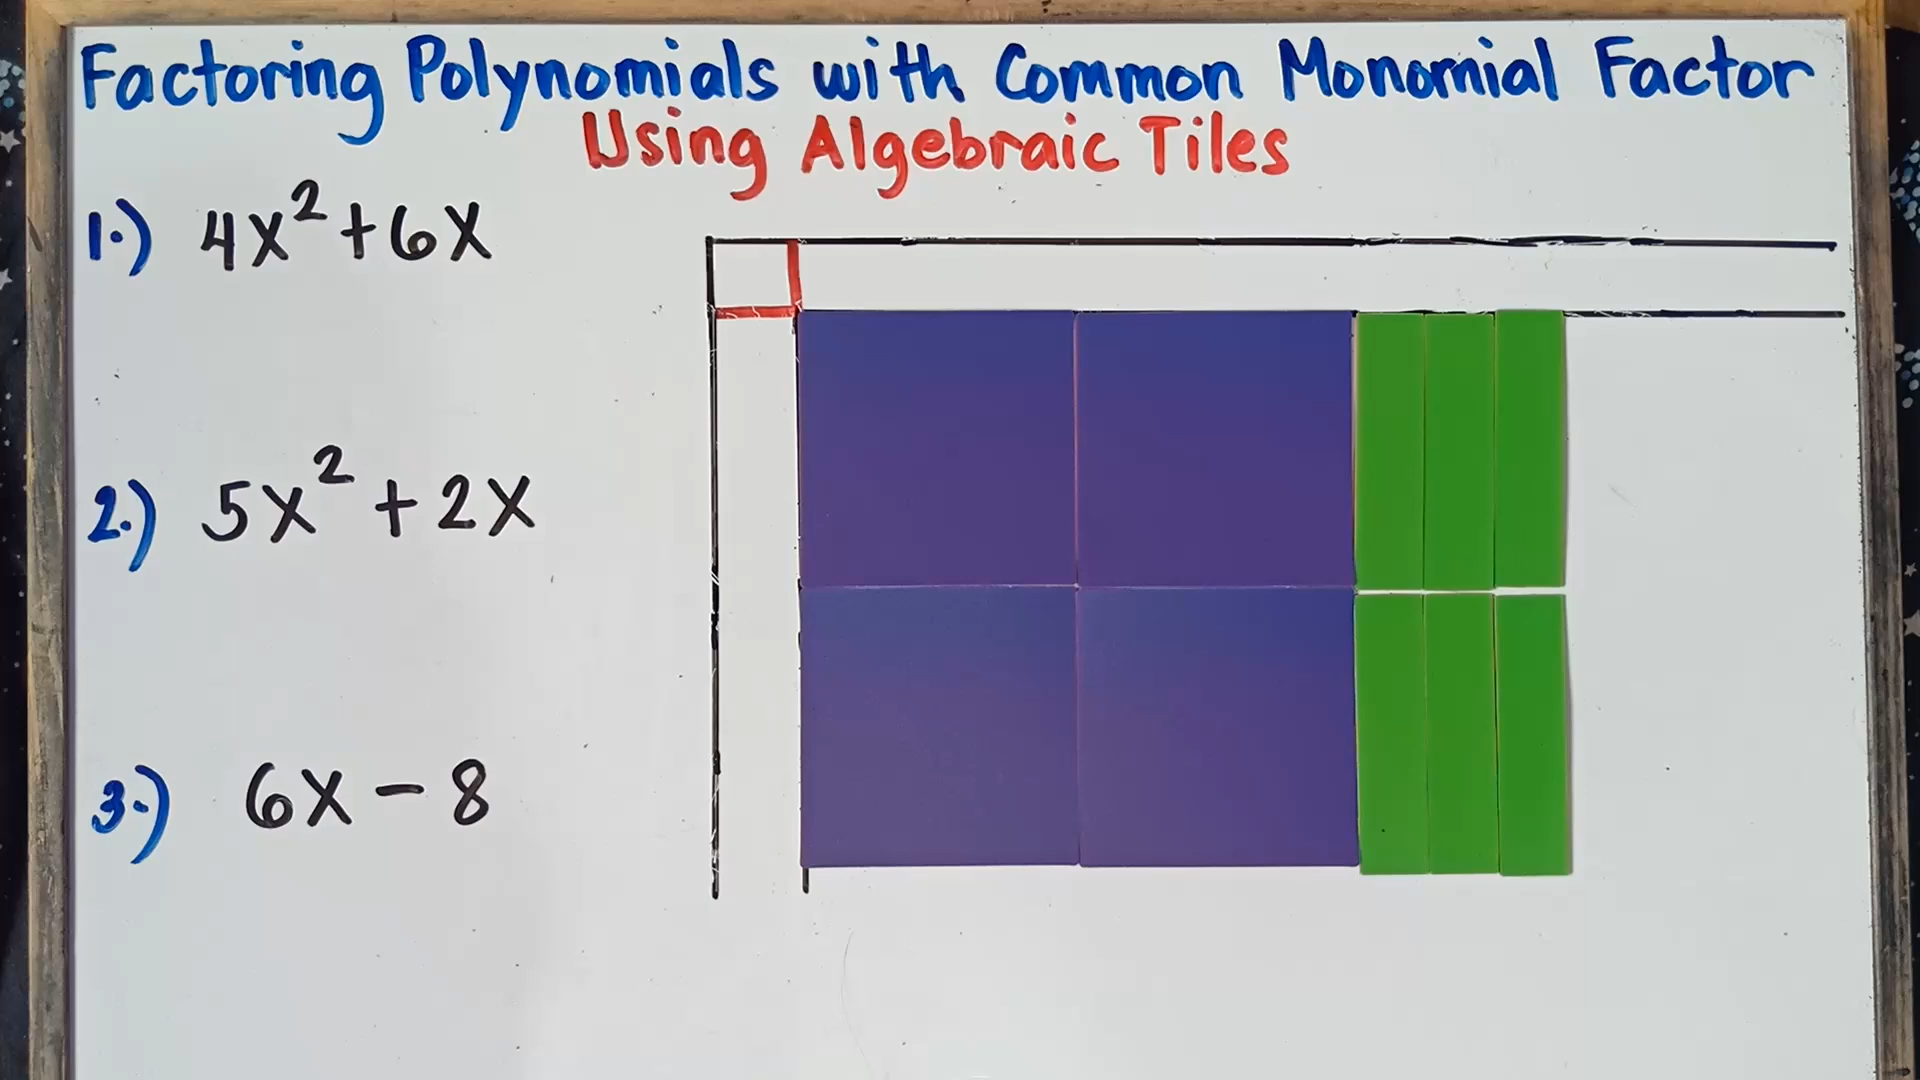 Factoring Polynomials with Common Monomial Factor
Using Algebraic Tiles
1.) 4x² + 6x
2.) 5x² + 2x
3.) 6x - 8